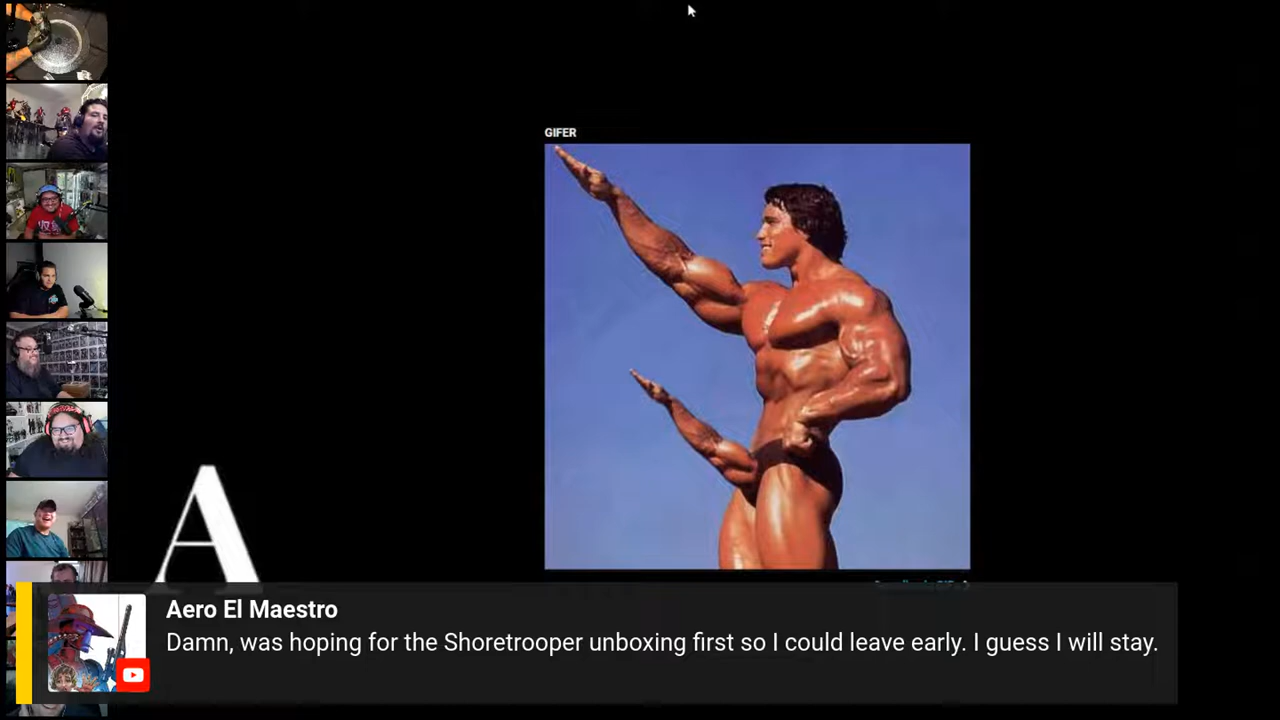 GIFER
A
Aero El Maestro
Damn, was hoping for the Shoretrooper unboxing first so I could leave early. I guess I will stay.